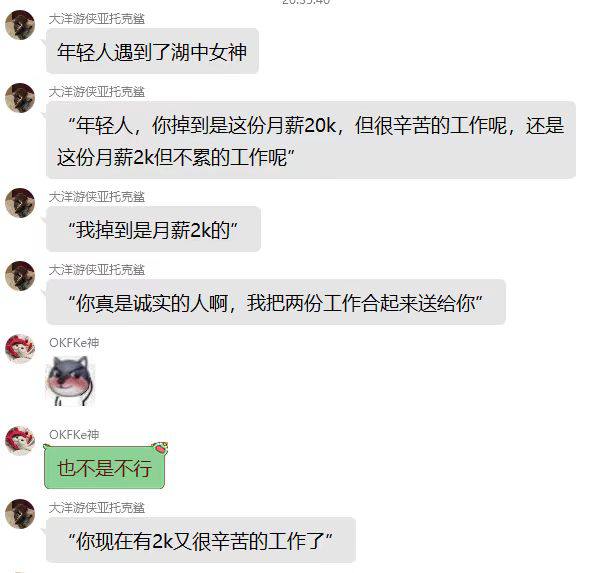 大洋游侠亚托克鲨
年轻人遇到了湖中女神
大洋游侠亚托克鲨
“年轻人，你掉到是这份月薪20k，但很辛苦的工作呢，还是
这份月薪2k但不累的工作呢”
大洋游侠亚托克鲨
“我掉到是月薪2k的”
大洋游侠亚托克鲨
“你真是诚实的人啊，我把两份工作合起来送给你”
OKFKe神
OKFKe神
也不是不行
大洋游侠亚托克鲨
“你现在有2k又很辛苦的工作了”